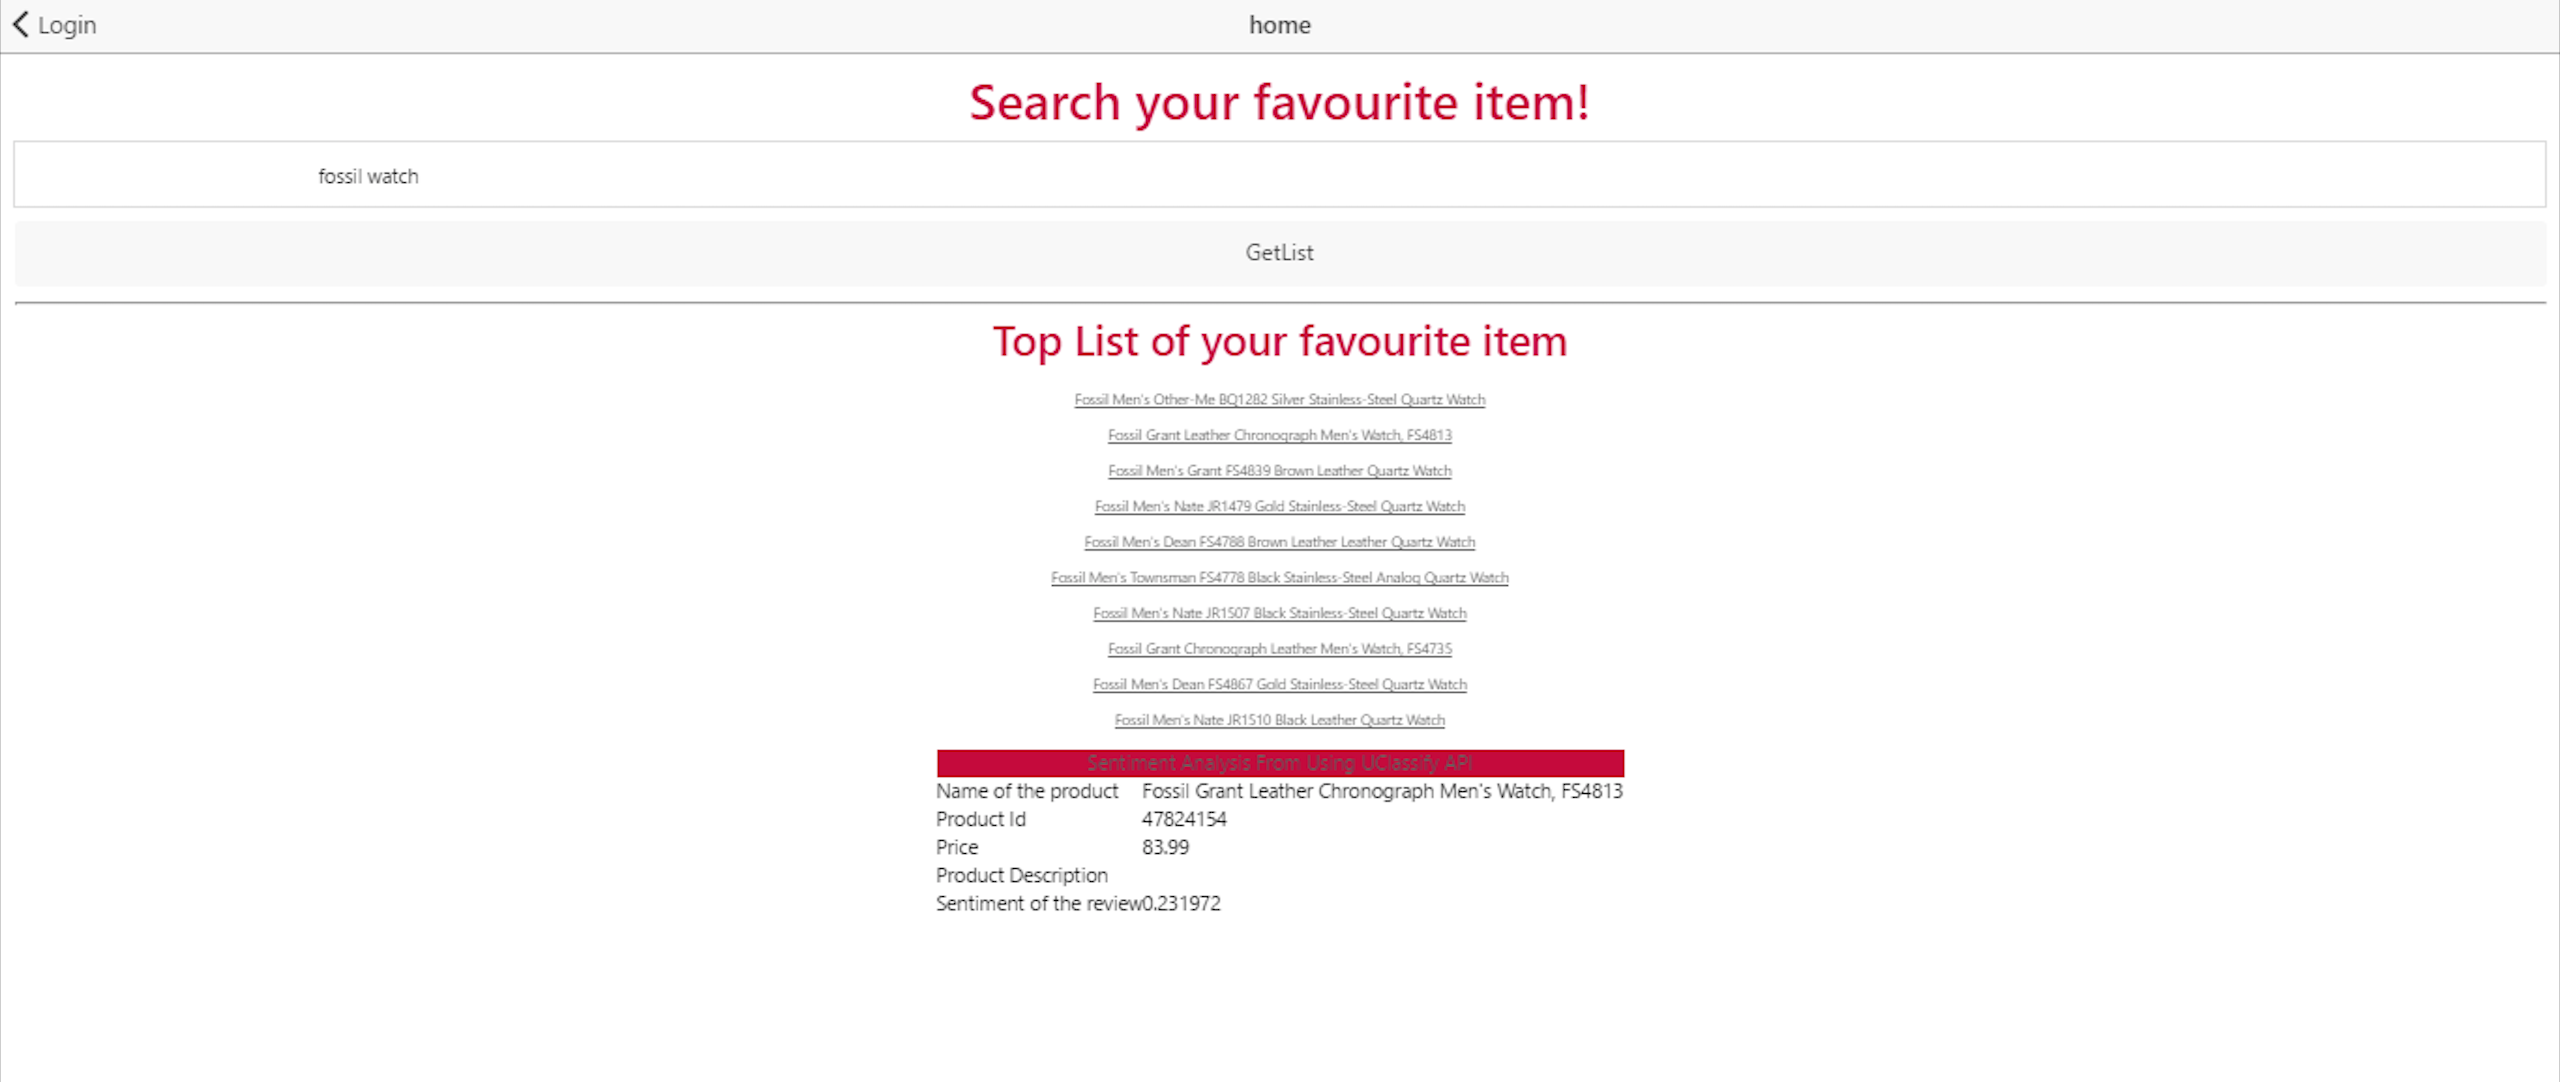 Login home
Search your favourite item!
fossil watch
GetList
Top List of your favourite item
Fossil Men's Other-Me BQ1282 Silver Stainless-Steel Quartz Watch
Fossil Grant Leather Chronograph Men's Watch, FS4813
Fossil Men's Grant FS4839 Brown Leather Quartz Watch
Fossil Men's Nate JR1479 Gold Stainless-Steel Quartz Watch
Fossil Men's Dean FS4788 Brown Leather Leather Quartz Watch
Fossil Men's Townsman FS4778 Black Stainless-Steel Analog Quartz Watch
Fossil Men's Nate JR1507 Black Stainless-Steel Quartz Watch
Fossil Grant Chronograph Leather Men's Watch, FS4735
Fossil Men's Dean FS4867 Gold Stainless-Steel Quartz Watch
Fossil Men's Nate JR1510 Black Leather Quartz Watch
Sentiment Analysis From Using UClassify API
Name of the product Fossil Grant Leather Chronograph Men's Watch, FS4813
Product Id 47824154
Price 83.99
Product Description
Sentiment of the review0.231972